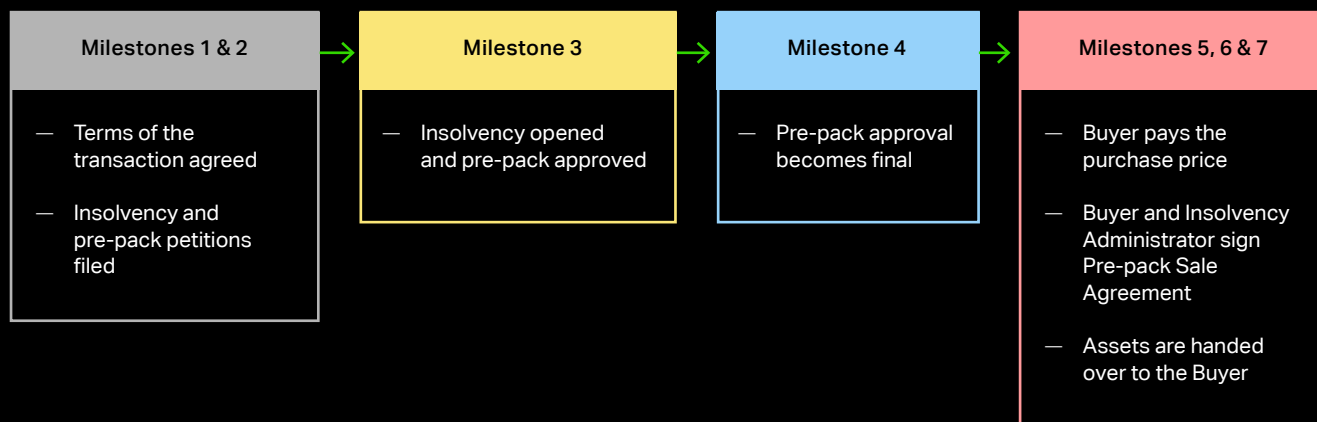 Milestones 1 & 2
— Terms of the
transaction agreed
— Insolvency and
pre-pack petitions
filed
Milestone 3
— Insolvency opened
and pre-pack approved
Milestone 4
— Pre-pack approval
becomes final
Milestones 5, 6 & 7
— Buyer pays the
purchase price
— Buyer and Insolvency
Administrator sign
Pre-pack Sale
Agreement
— Assets are handed
over to the Buyer